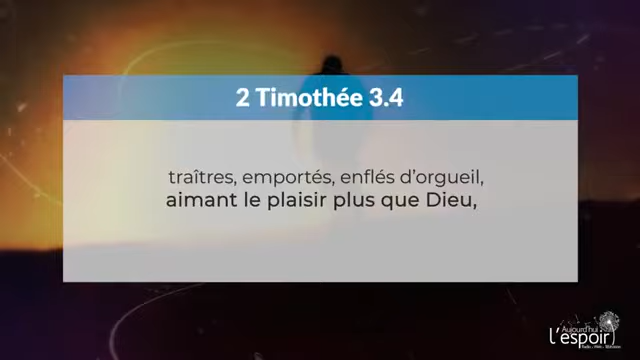 2 Timothée 3.4
traîtres, emportés, enflés d’orgueil,
aimant le plaisir plus que Dieu,
Aujourd'hui
l'espoir